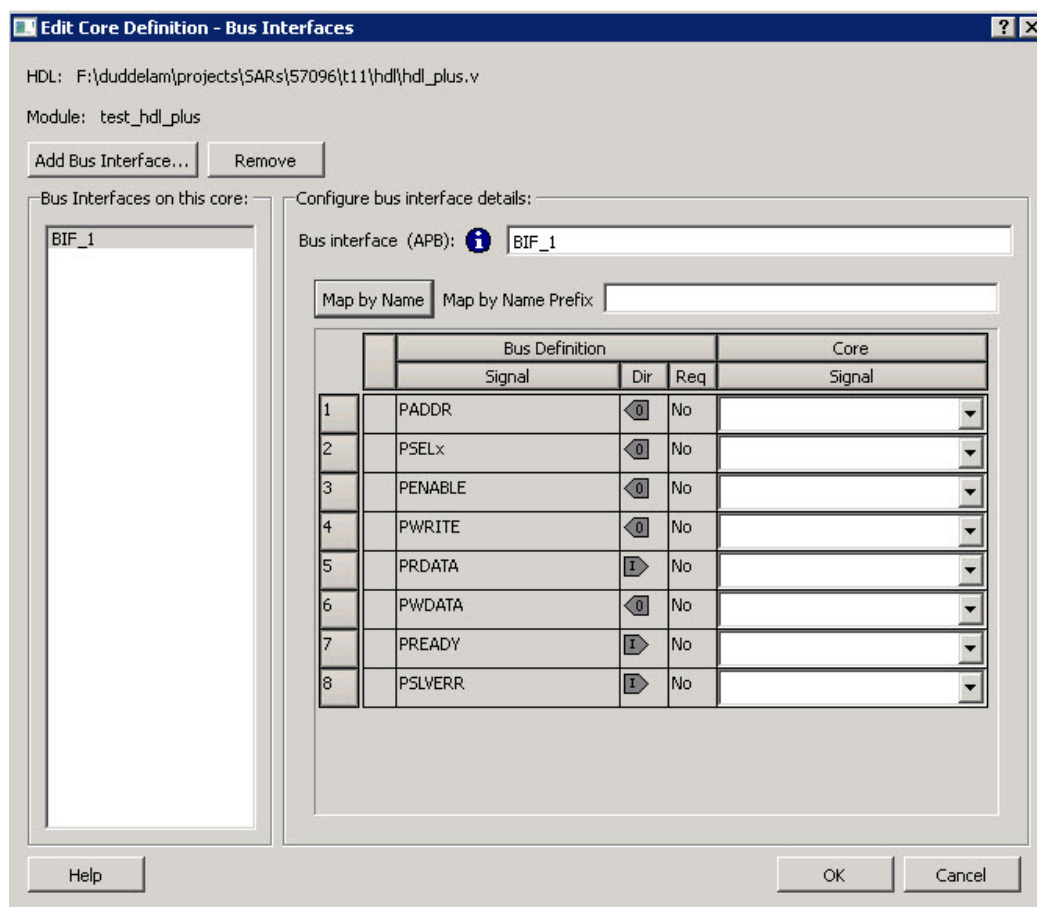 Edit Core Definition - Bus Interfaces
HDL: F:\duddelam\projects\SARs\57096\t11\hdl\hdl_plus.v
Module: test_hdl_plus
Add Bus Interface... Remove
Bus Interfaces on this core:
BIF_1
Configure bus interface details:
Bus interface (APB): BIF_1
Map by Name Map by Name Prefix
Bus Definition Core
Signal Dir Req Signal
1 PADDR O No
2 PSELx O No
3 PENABLE O No
4 PWRITE O No
5 PRDATA I No
6 PWDATA O No
7 PREADY I No
8 PSLVERR I No
Help OK Cancel